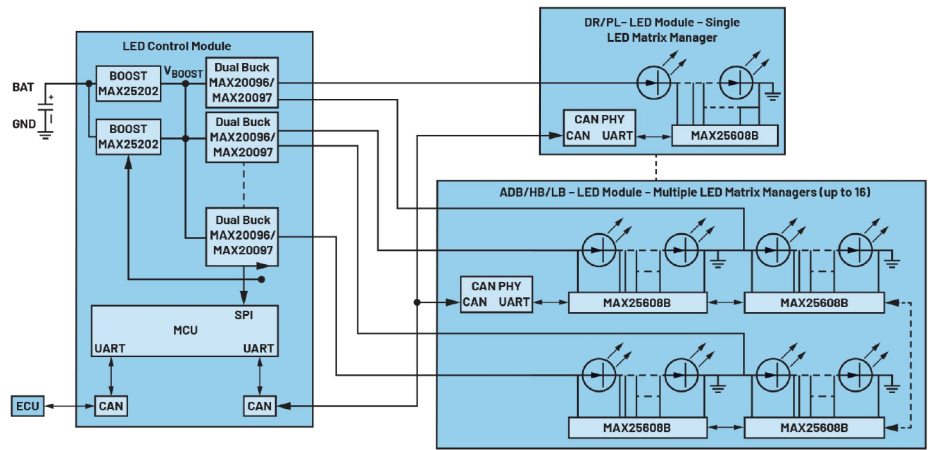 DR/PL– LED Module – Single
LED Matrix Manager
LED Control Module
BAT
+
GND
BOOST
MAX25202
VBOOST
Dual Buck
MAX20096/
MAX20097
BOOST
MAX25202
Dual Buck
MAX20096/
MAX20097
CAN PHY
CAN UART
MAX25608B
ADB/HB/LB – LED Module – Multiple LED Matrix Managers (up to 16)
Dual Buck
MAX20096/
MAX20097
CAN PHY
CAN UART
MAX25608B
MAX25608B
SPI
MCU
UART
UART
ECU
CAN
CAN
MAX25608B
MAX25608B